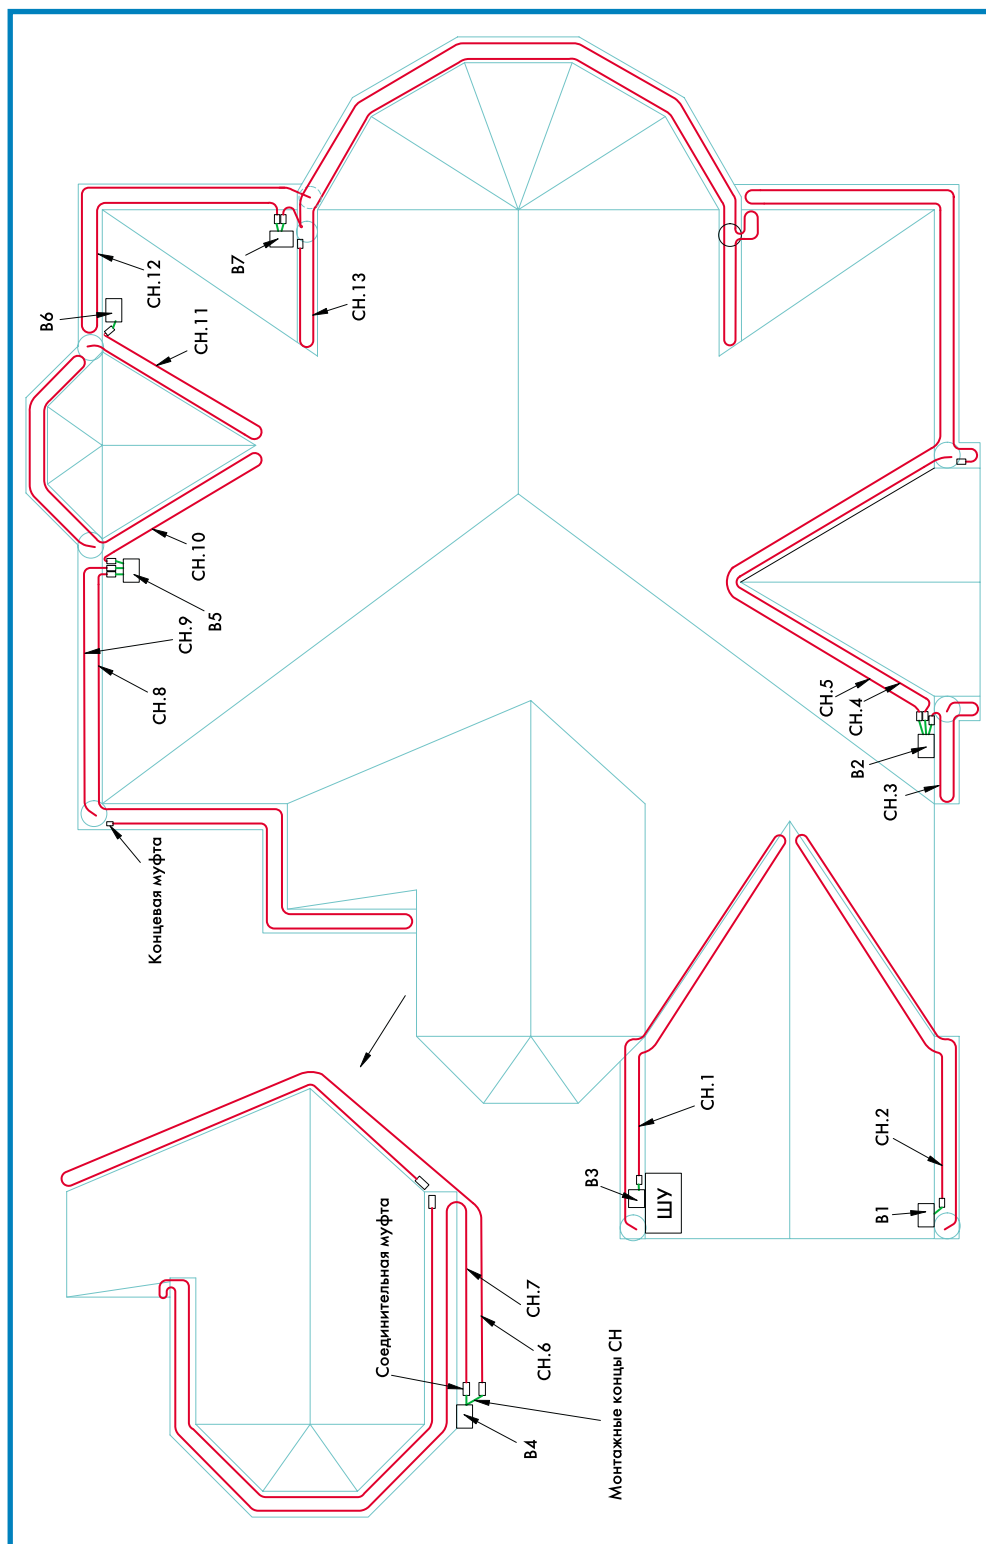 В7
СН.12
СН.13
В6
СН.11
СН.10
В5
СН.9
СН.8
СН.5
СН.4
В2
СН.3
Концевая муфта
СН.1
СН.2
В3
ШУ
В1
Соединительная муфта
СН.7
СН.6
Монтажные концы СН
В4